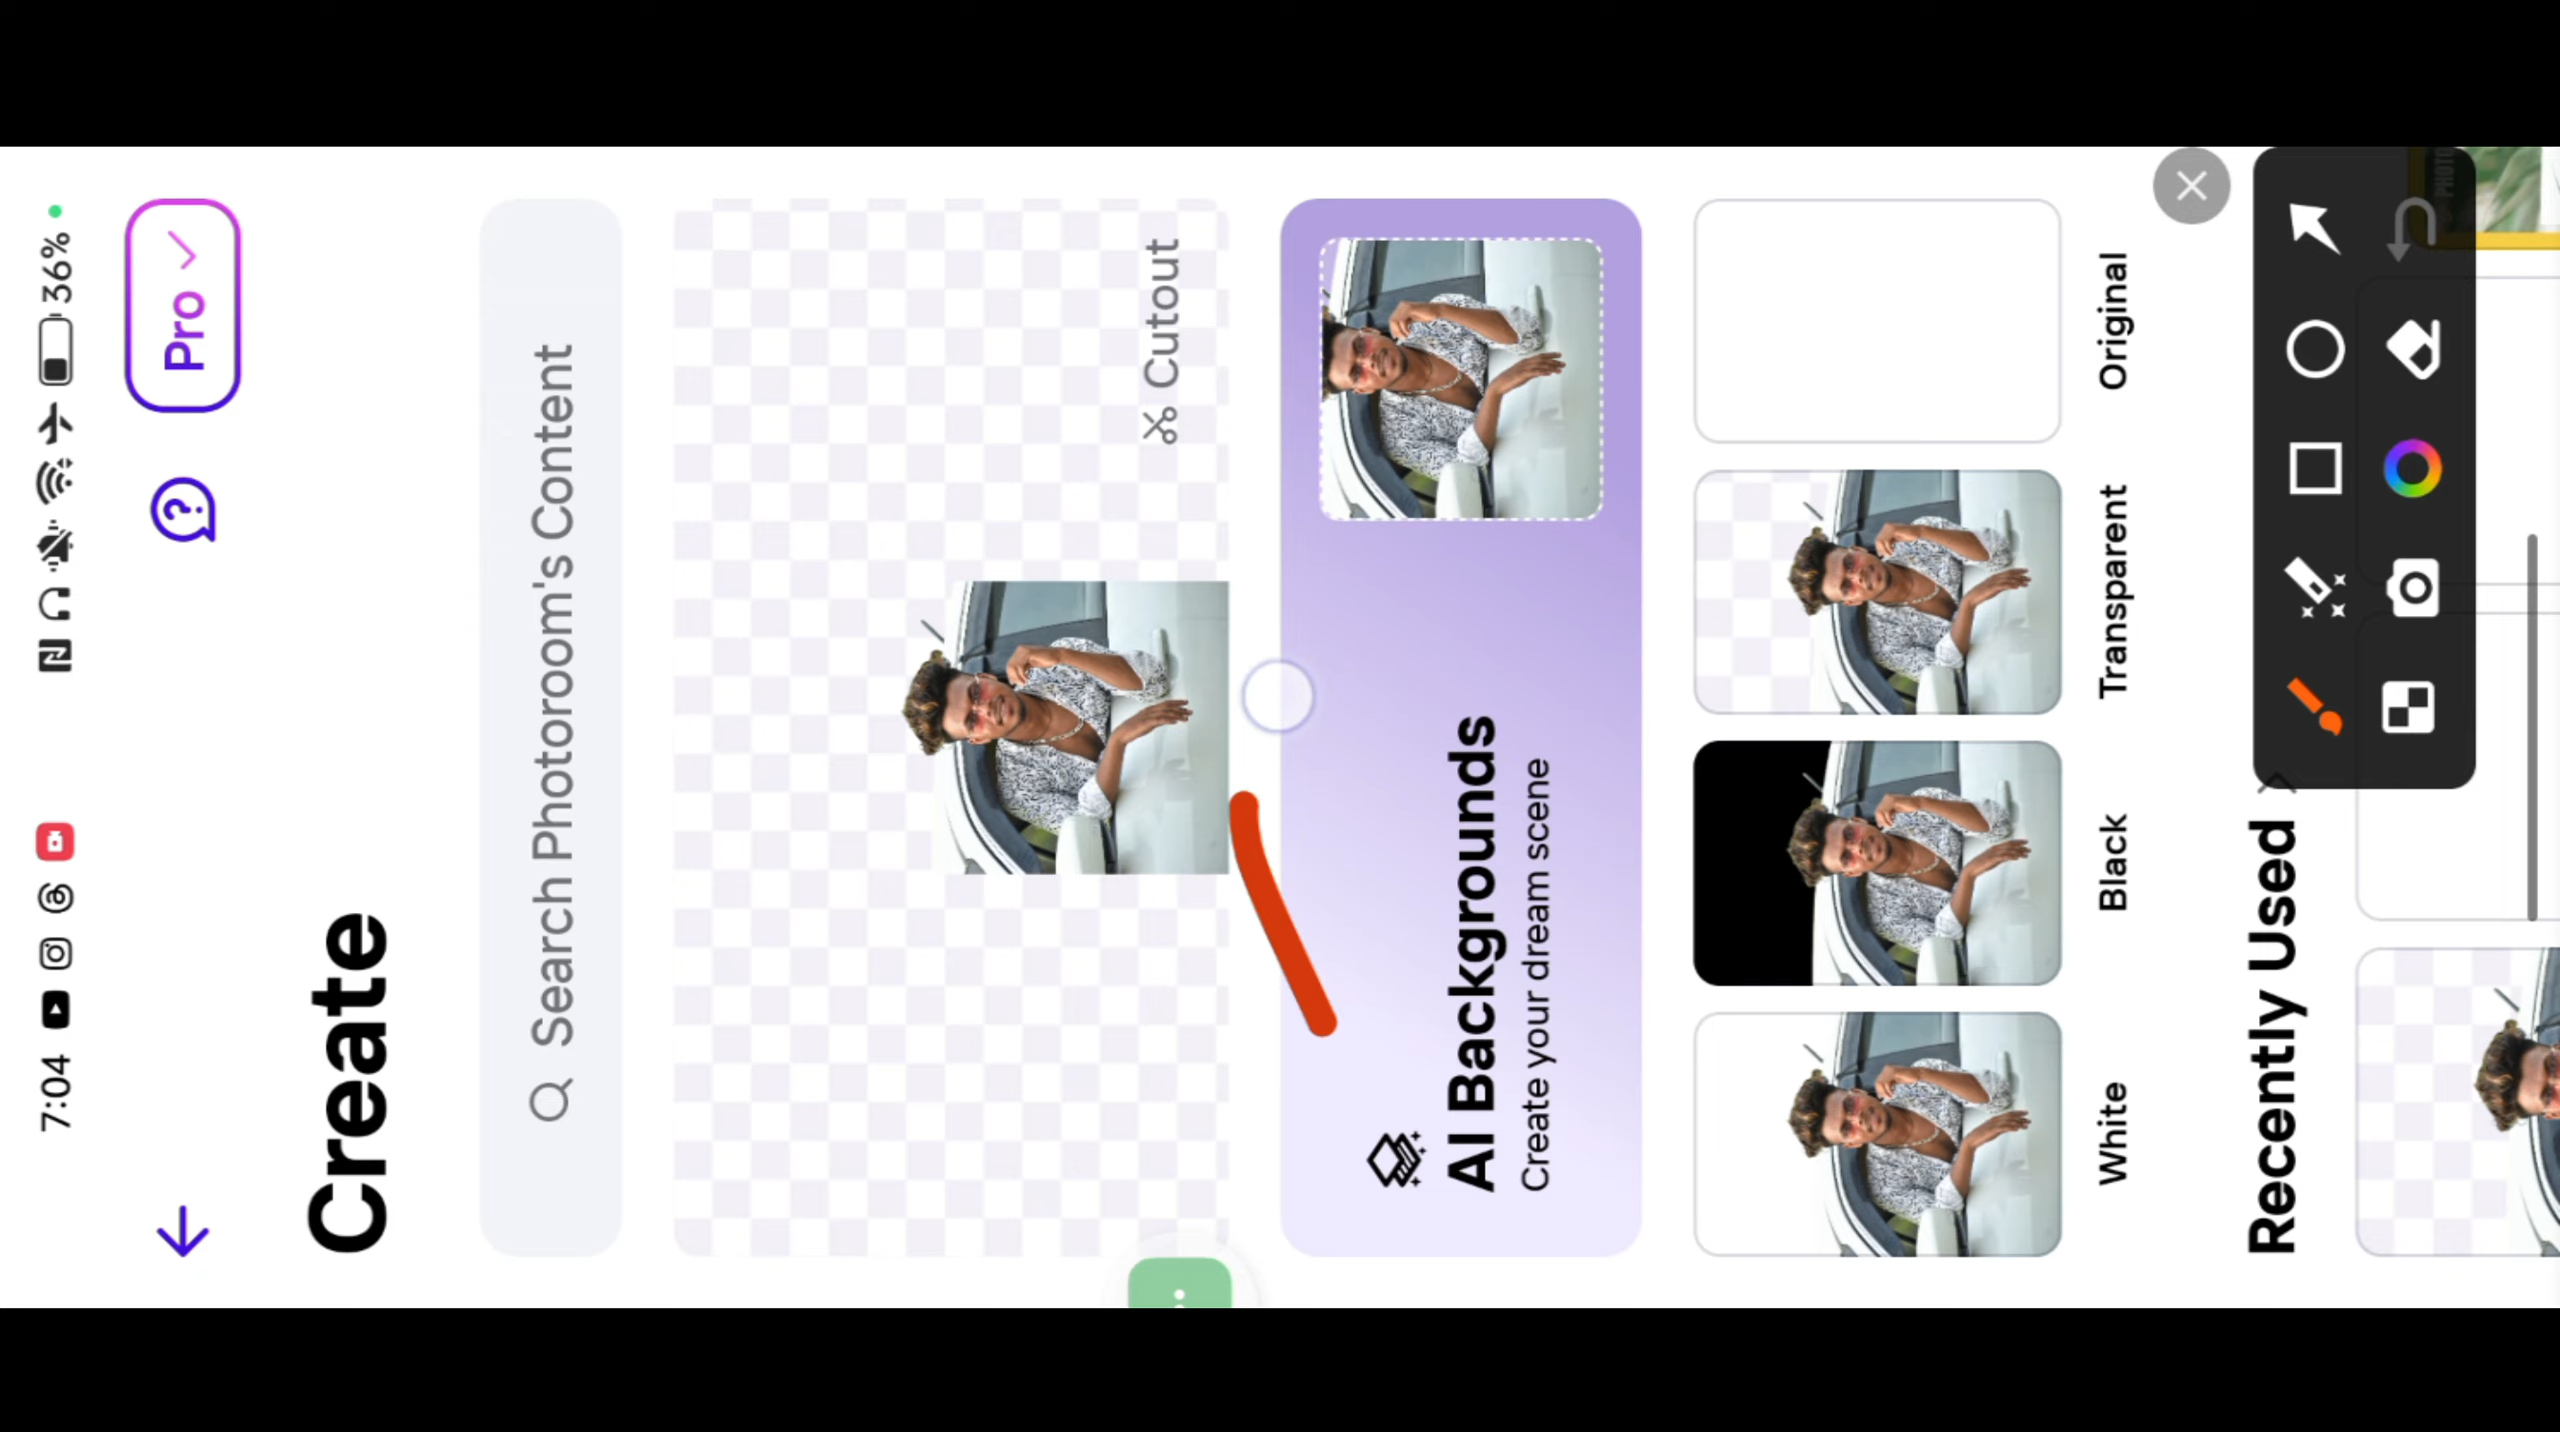 7:04
36%
Pro
Create
Search Photoroom's Content
Cutout
AI Backgrounds
Create your dream scene
White
Black
Transparent
Original
Recently Used
PHOTO